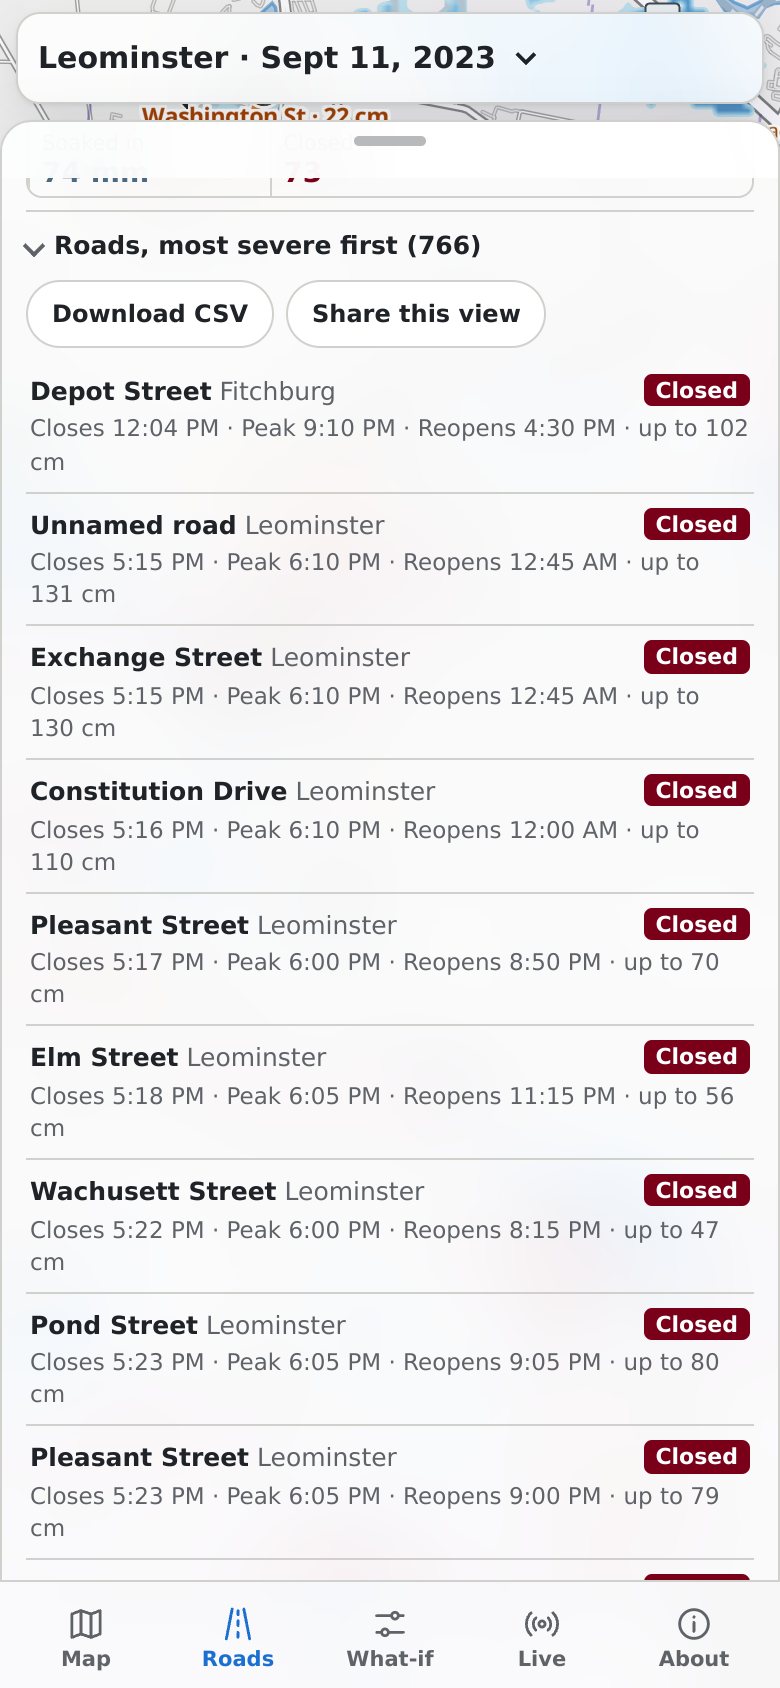 Leominster · Sept 11, 2023
Washington St · 22 cm
Soaked in
Closed
74 mm
73
Roads, most severe first (766)
Download CSV
Share this view
Depot Street Fitchburg
Closed
Closes 12:04 PM · Peak 9:10 PM · Reopens 4:30 PM · up to 102
cm
Unnamed road Leominster
Closed
Closes 5:15 PM · Peak 6:10 PM · Reopens 12:45 AM · up to
131 cm
Exchange Street Leominster
Closed
Closes 5:15 PM · Peak 6:10 PM · Reopens 12:45 AM · up to
130 cm
Constitution Drive Leominster
Closed
Closes 5:16 PM · Peak 6:10 PM · Reopens 12:00 AM · up to
110 cm
Pleasant Street Leominster
Closed
Closes 5:17 PM · Peak 6:00 PM · Reopens 8:50 PM · up to 70
cm
Elm Street Leominster
Closed
Closes 5:18 PM · Peak 6:05 PM · Reopens 11:15 PM · up to 56
cm
Wachusett Street Leominster
Closed
Closes 5:22 PM · Peak 6:00 PM · Reopens 8:15 PM · up to 47
cm
Pond Street Leominster
Closed
Closes 5:23 PM · Peak 6:05 PM · Reopens 9:05 PM · up to 80
cm
Pleasant Street Leominster
Closed
Closes 5:23 PM · Peak 6:05 PM · Reopens 9:00 PM · up to 79
cm
Map
Roads
What-if
Live
About